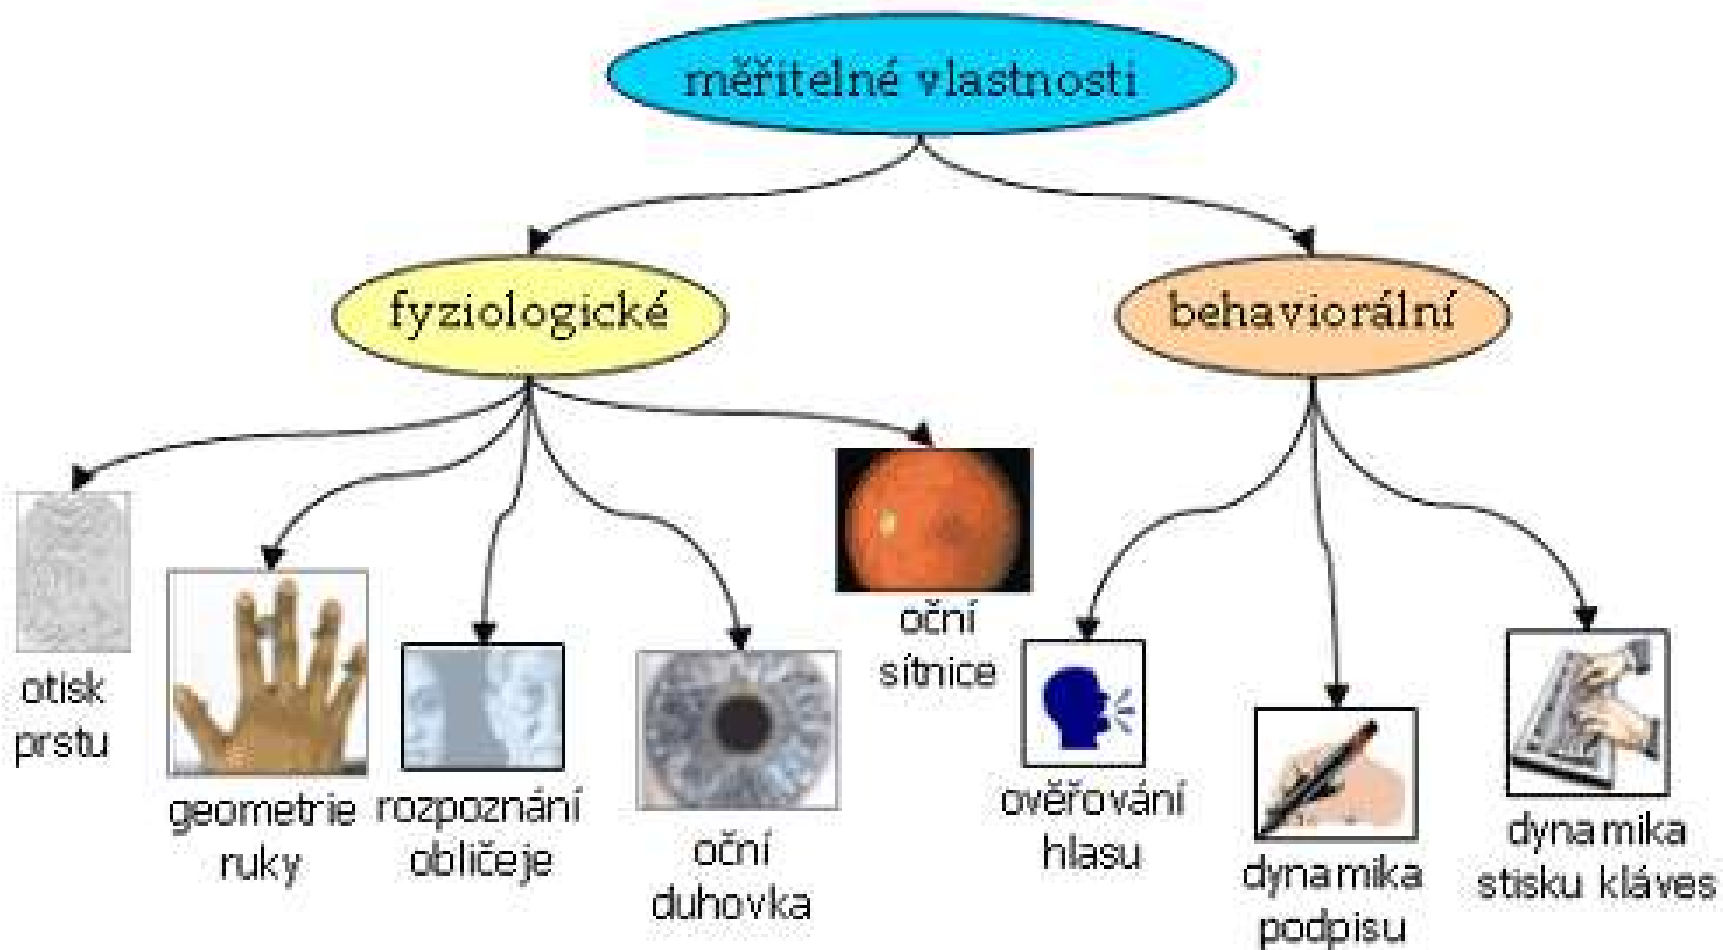 měřitelné vlastnosti
fyziologické
behaviorální
otisk
prstu
geometrie
ruky
rozpoznání
obličeje
oční
duhovka
oční
sítnice
ověřování
hlasu
dynamika
podpisu
dynamika
stisku kláves